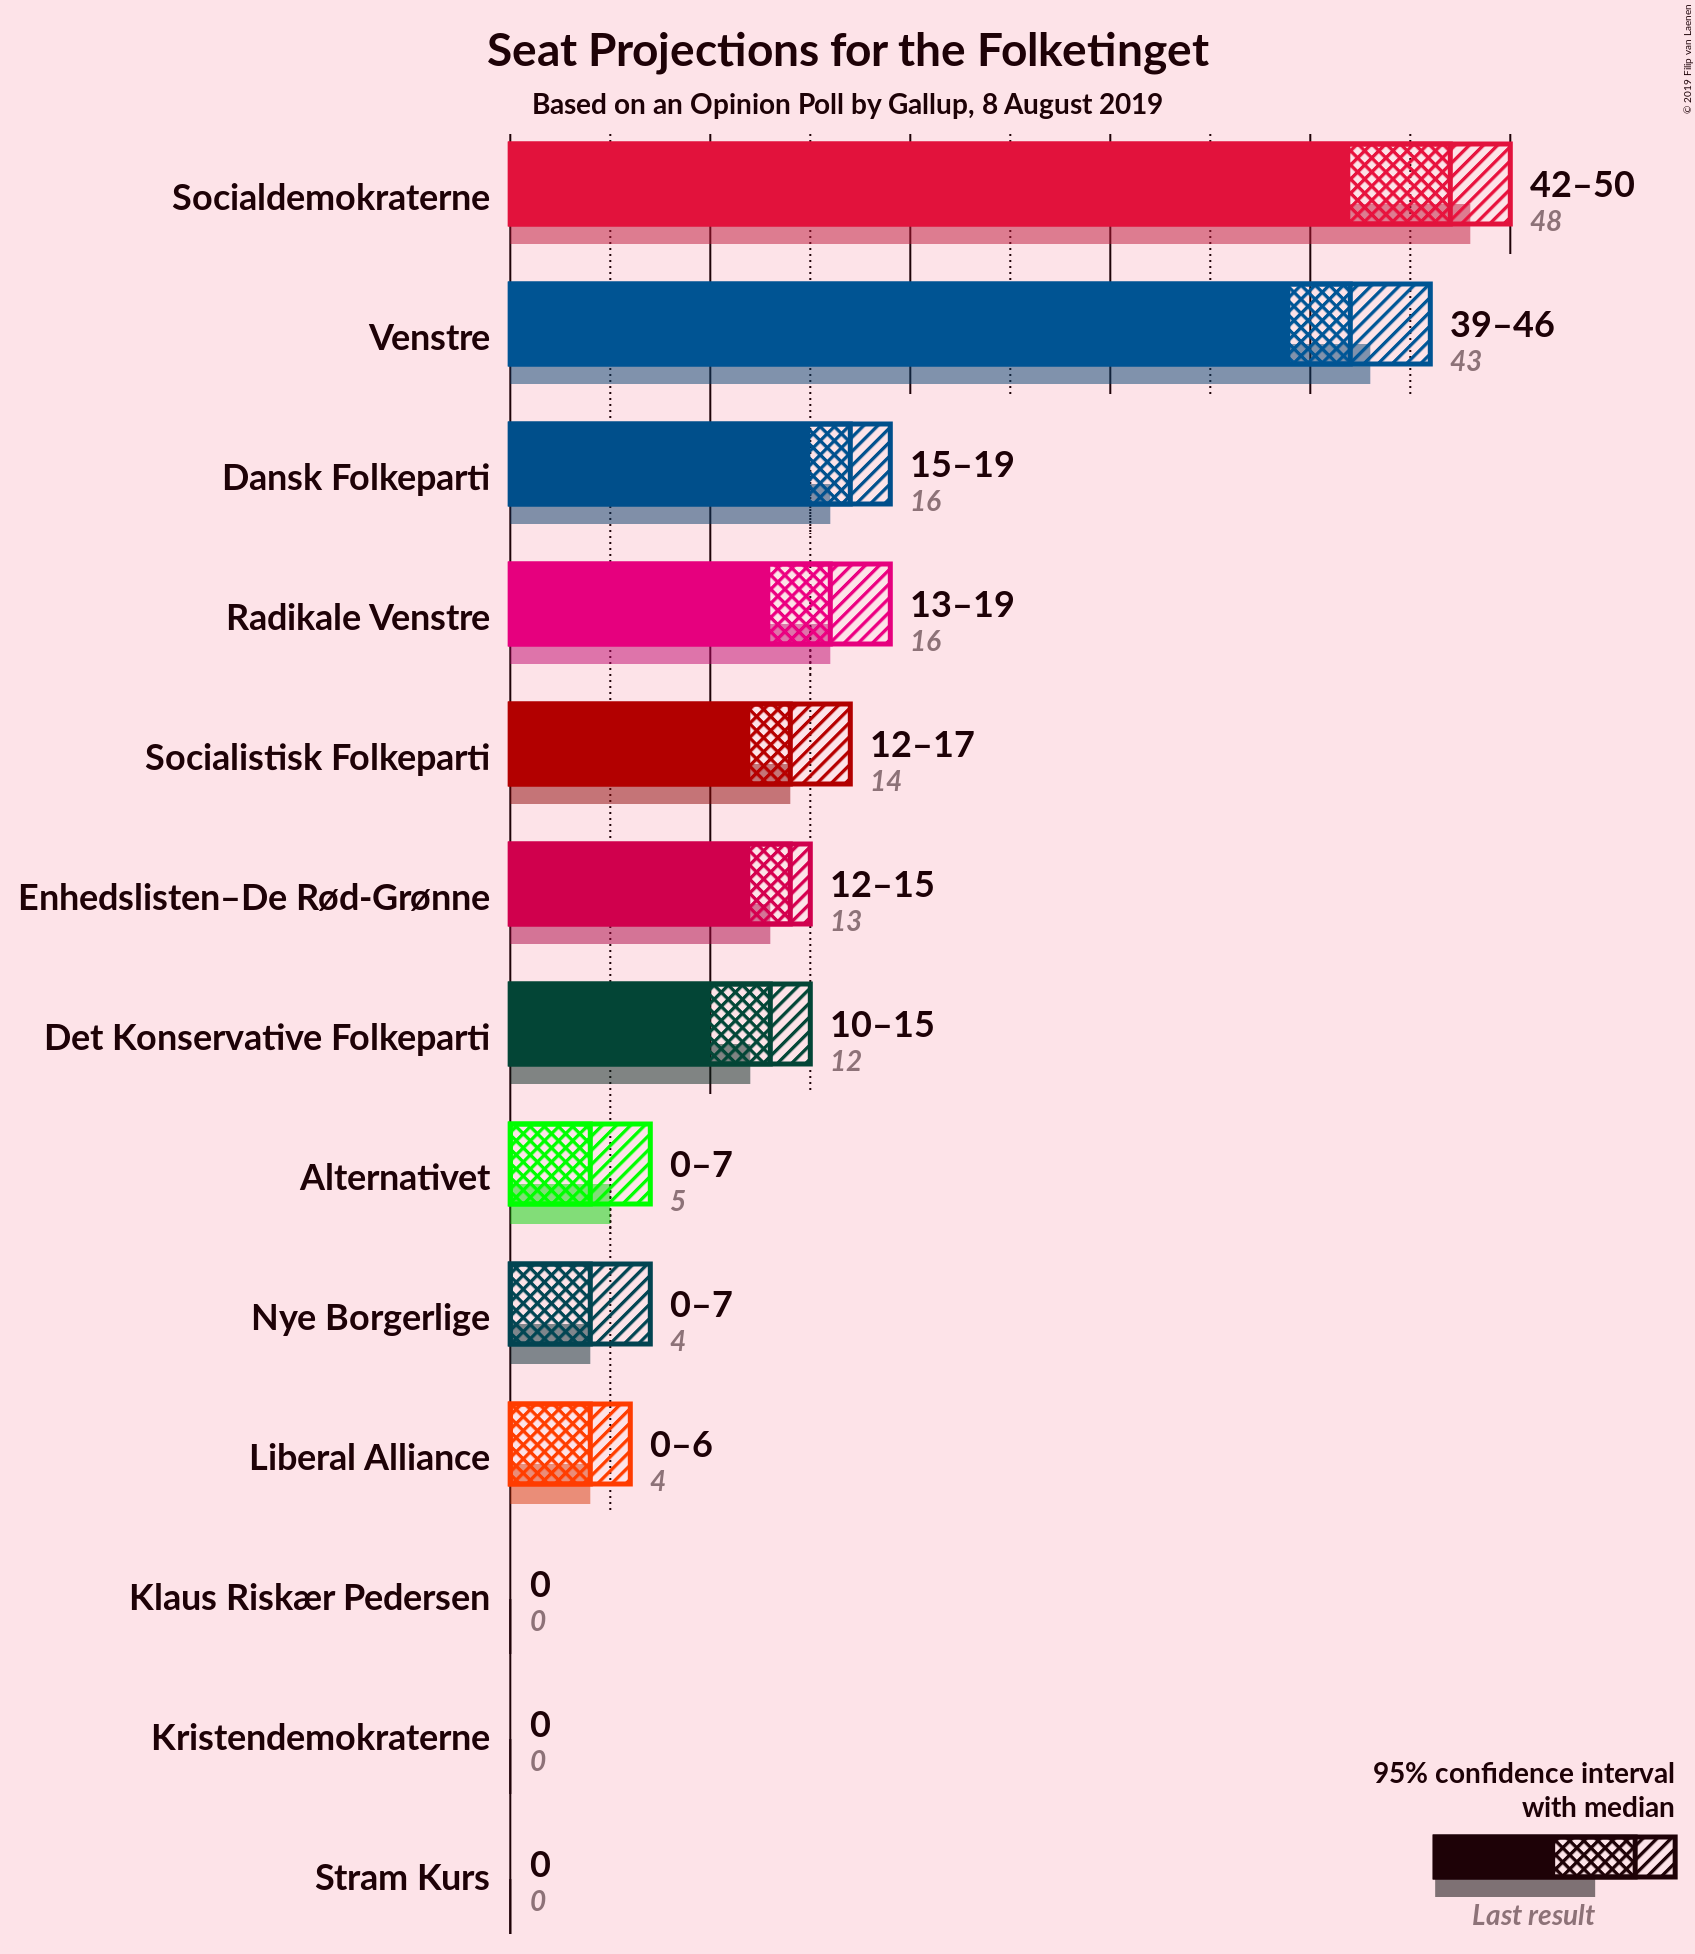 Seat Projections for the Folketinget
Based on an Opinion Poll by Gallup, 8 August 2019
© 2019 Filip van Laenen
Socialdemokraterne
42–50
48
Venstre
39–46
43
Dansk Folkeparti
15–19
16
Radikale Venstre
13–19
16
Socialistisk Folkeparti
12–17
14
Enhedslisten–De Rød-Grønne
12–15
13
Det Konservative Folkeparti
10–15
12
Alternativet
0–7
5
Nye Borgerlige
0–7
4
Liberal Alliance
0–6
4
Klaus Riskær Pedersen
0
0
Kristendemokraterne
0
0
Stram Kurs
0
0
95% confidence interval
with median
Last result